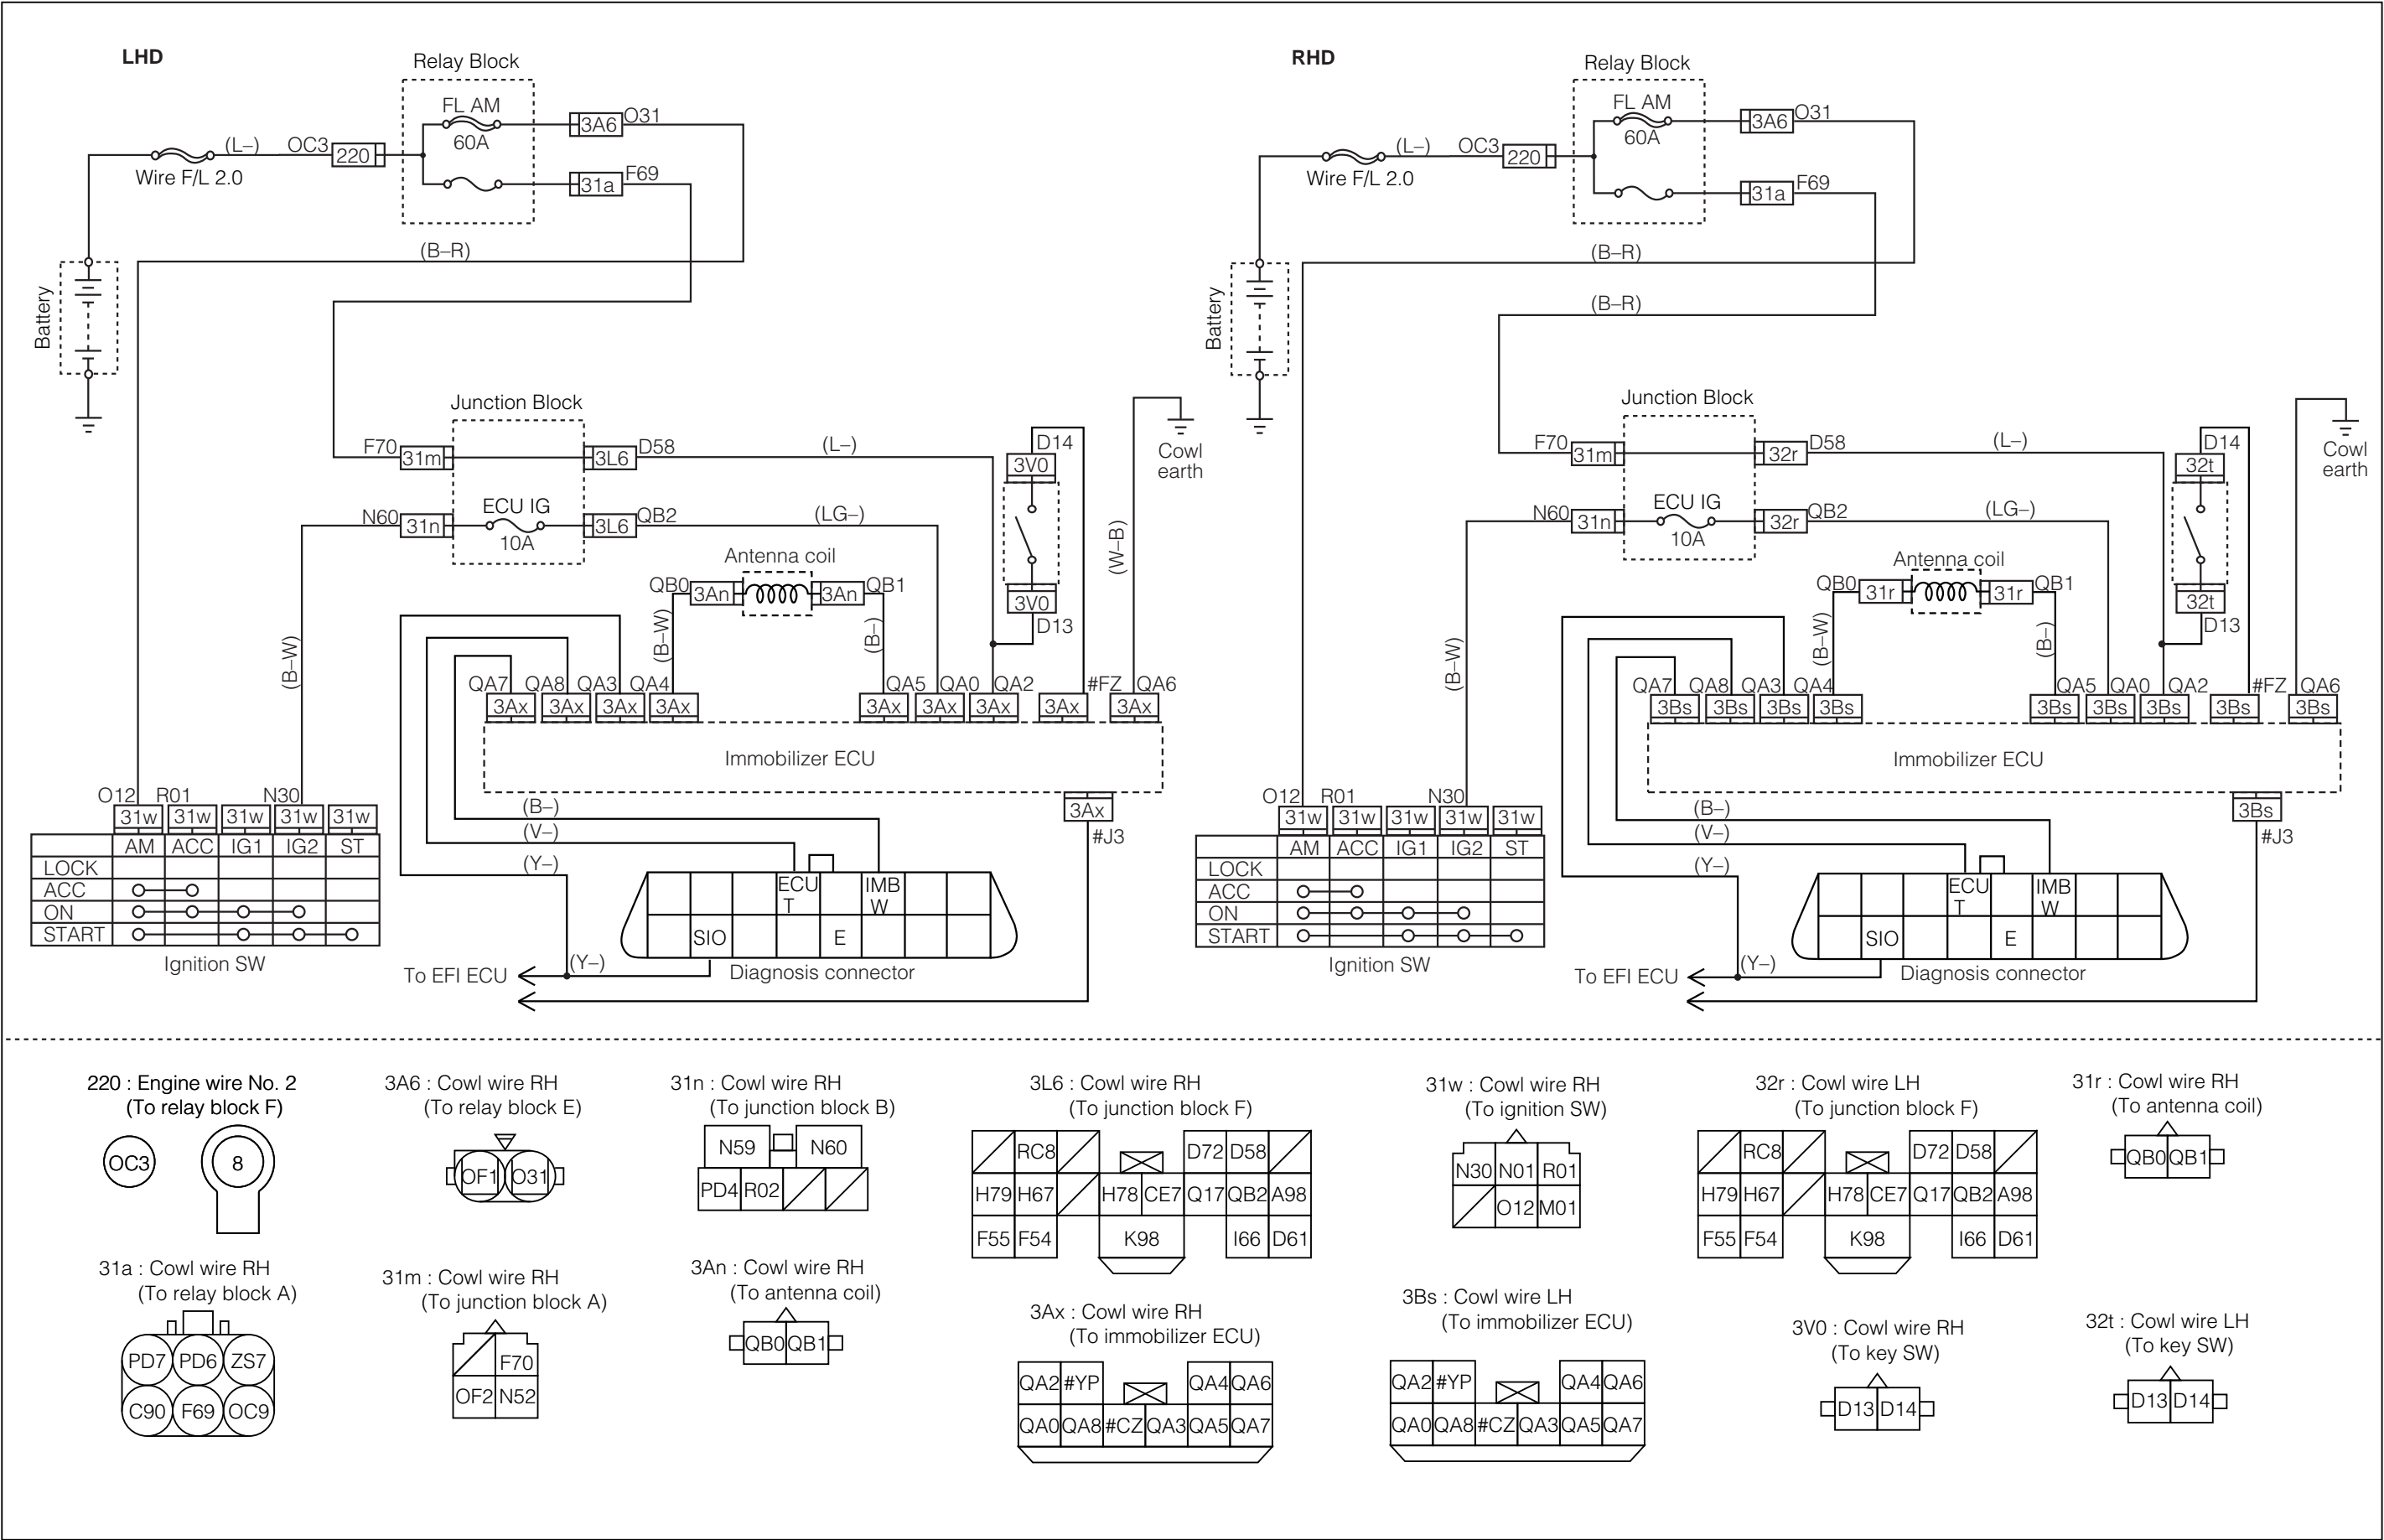 LHD
Relay Block
FL AM
60A
3A6 O31
(L–) OC3 220
Wire F/L 2.0
31a F69
(B–R)
Battery
Junction Block
F70 31m 3L6 D58 (L–)
ECU IG
N60 31n 3L6 QB2 (LG–)
10A
D14
3V0
3V0
D13
Cowl
earth
(W–B)
Antenna coil
QB0 3An 3An QB1
(B–W)
(B–W)
(B–)
QA7 QA8 QA3 QA4 QA5 QA0 QA2 #FZ QA6
3Ax 3Ax 3Ax 3Ax 3Ax 3Ax 3Ax 3Ax 3Ax
Immobilizer ECU
3Ax
#J3
O12 R01 N30
31w 31w 31w 31w 31w
AM ACC IG1 IG2 ST
LOCK
ACC
ON
START
Ignition SW
(B–)
(V–)
(Y–)
ECU IMB
T W
SIO E
Diagnosis connector
(Y–)
To EFI ECU
RHD
Relay Block
FL AM
60A
3A6 O31
(L–) OC3 220
Wire F/L 2.0
31a F69
(B–R)
(B–R)
Battery
Junction Block
F70 31m 32r D58 (L–)
ECU IG
N60 31n 32r QB2 (LG–)
10A
D14
32t
32t
D13
Cowl
earth
Antenna coil
QB0 31r 31r QB1
(B–W)
(B–W)
(B–)
QA7 QA8 QA3 QA4 QA5 QA0 QA2 #FZ QA6
3Bs 3Bs 3Bs 3Bs 3Bs 3Bs 3Bs 3Bs 3Bs
Immobilizer ECU
3Bs
#J3
O12 R01 N30
31w 31w 31w 31w 31w
AM ACC IG1 IG2 ST
LOCK
ACC
ON
START
Ignition SW
(B–)
(V–)
(Y–)
ECU IMB
T W
SIO E
Diagnosis connector
(Y–)
To EFI ECU
220 : Engine wire No. 2
(To relay block F)
OC3 8
3A6 : Cowl wire RH
(To relay block E)
OF1 O31
31n : Cowl wire RH
(To junction block B)
N59 N60
PD4 R02
3L6 : Cowl wire RH
(To junction block F)
RC8 D72 D58
H79 H67 H78 CE7 Q17 QB2 A98
F55 F54 K98 I66 D61
31w : Cowl wire RH
(To ignition SW)
N30 N01 R01
O12 M01
32r : Cowl wire LH
(To junction block F)
RC8 D72 D58
H79 H67 H78 CE7 Q17 QB2 A98
F55 F54 K98 I66 D61
31r : Cowl wire RH
(To antenna coil)
QB0 QB1
31a : Cowl wire RH
(To relay block A)
PD7 PD6 ZS7
C90 F69 OC9
31m : Cowl wire RH
(To junction block A)
F70
OF2 N52
3An : Cowl wire RH
(To antenna coil)
QB0 QB1
3Ax : Cowl wire RH
(To immobilizer ECU)
QA2 #YP QA4 QA6
QA0 QA8 #CZ QA3 QA5 QA7
3Bs : Cowl wire LH
(To immobilizer ECU)
QA2 #YP QA4 QA6
QA0 QA8 #CZ QA3 QA5 QA7
3V0 : Cowl wire RH
(To key SW)
D13 D14
32t : Cowl wire LH
(To key SW)
D13 D14